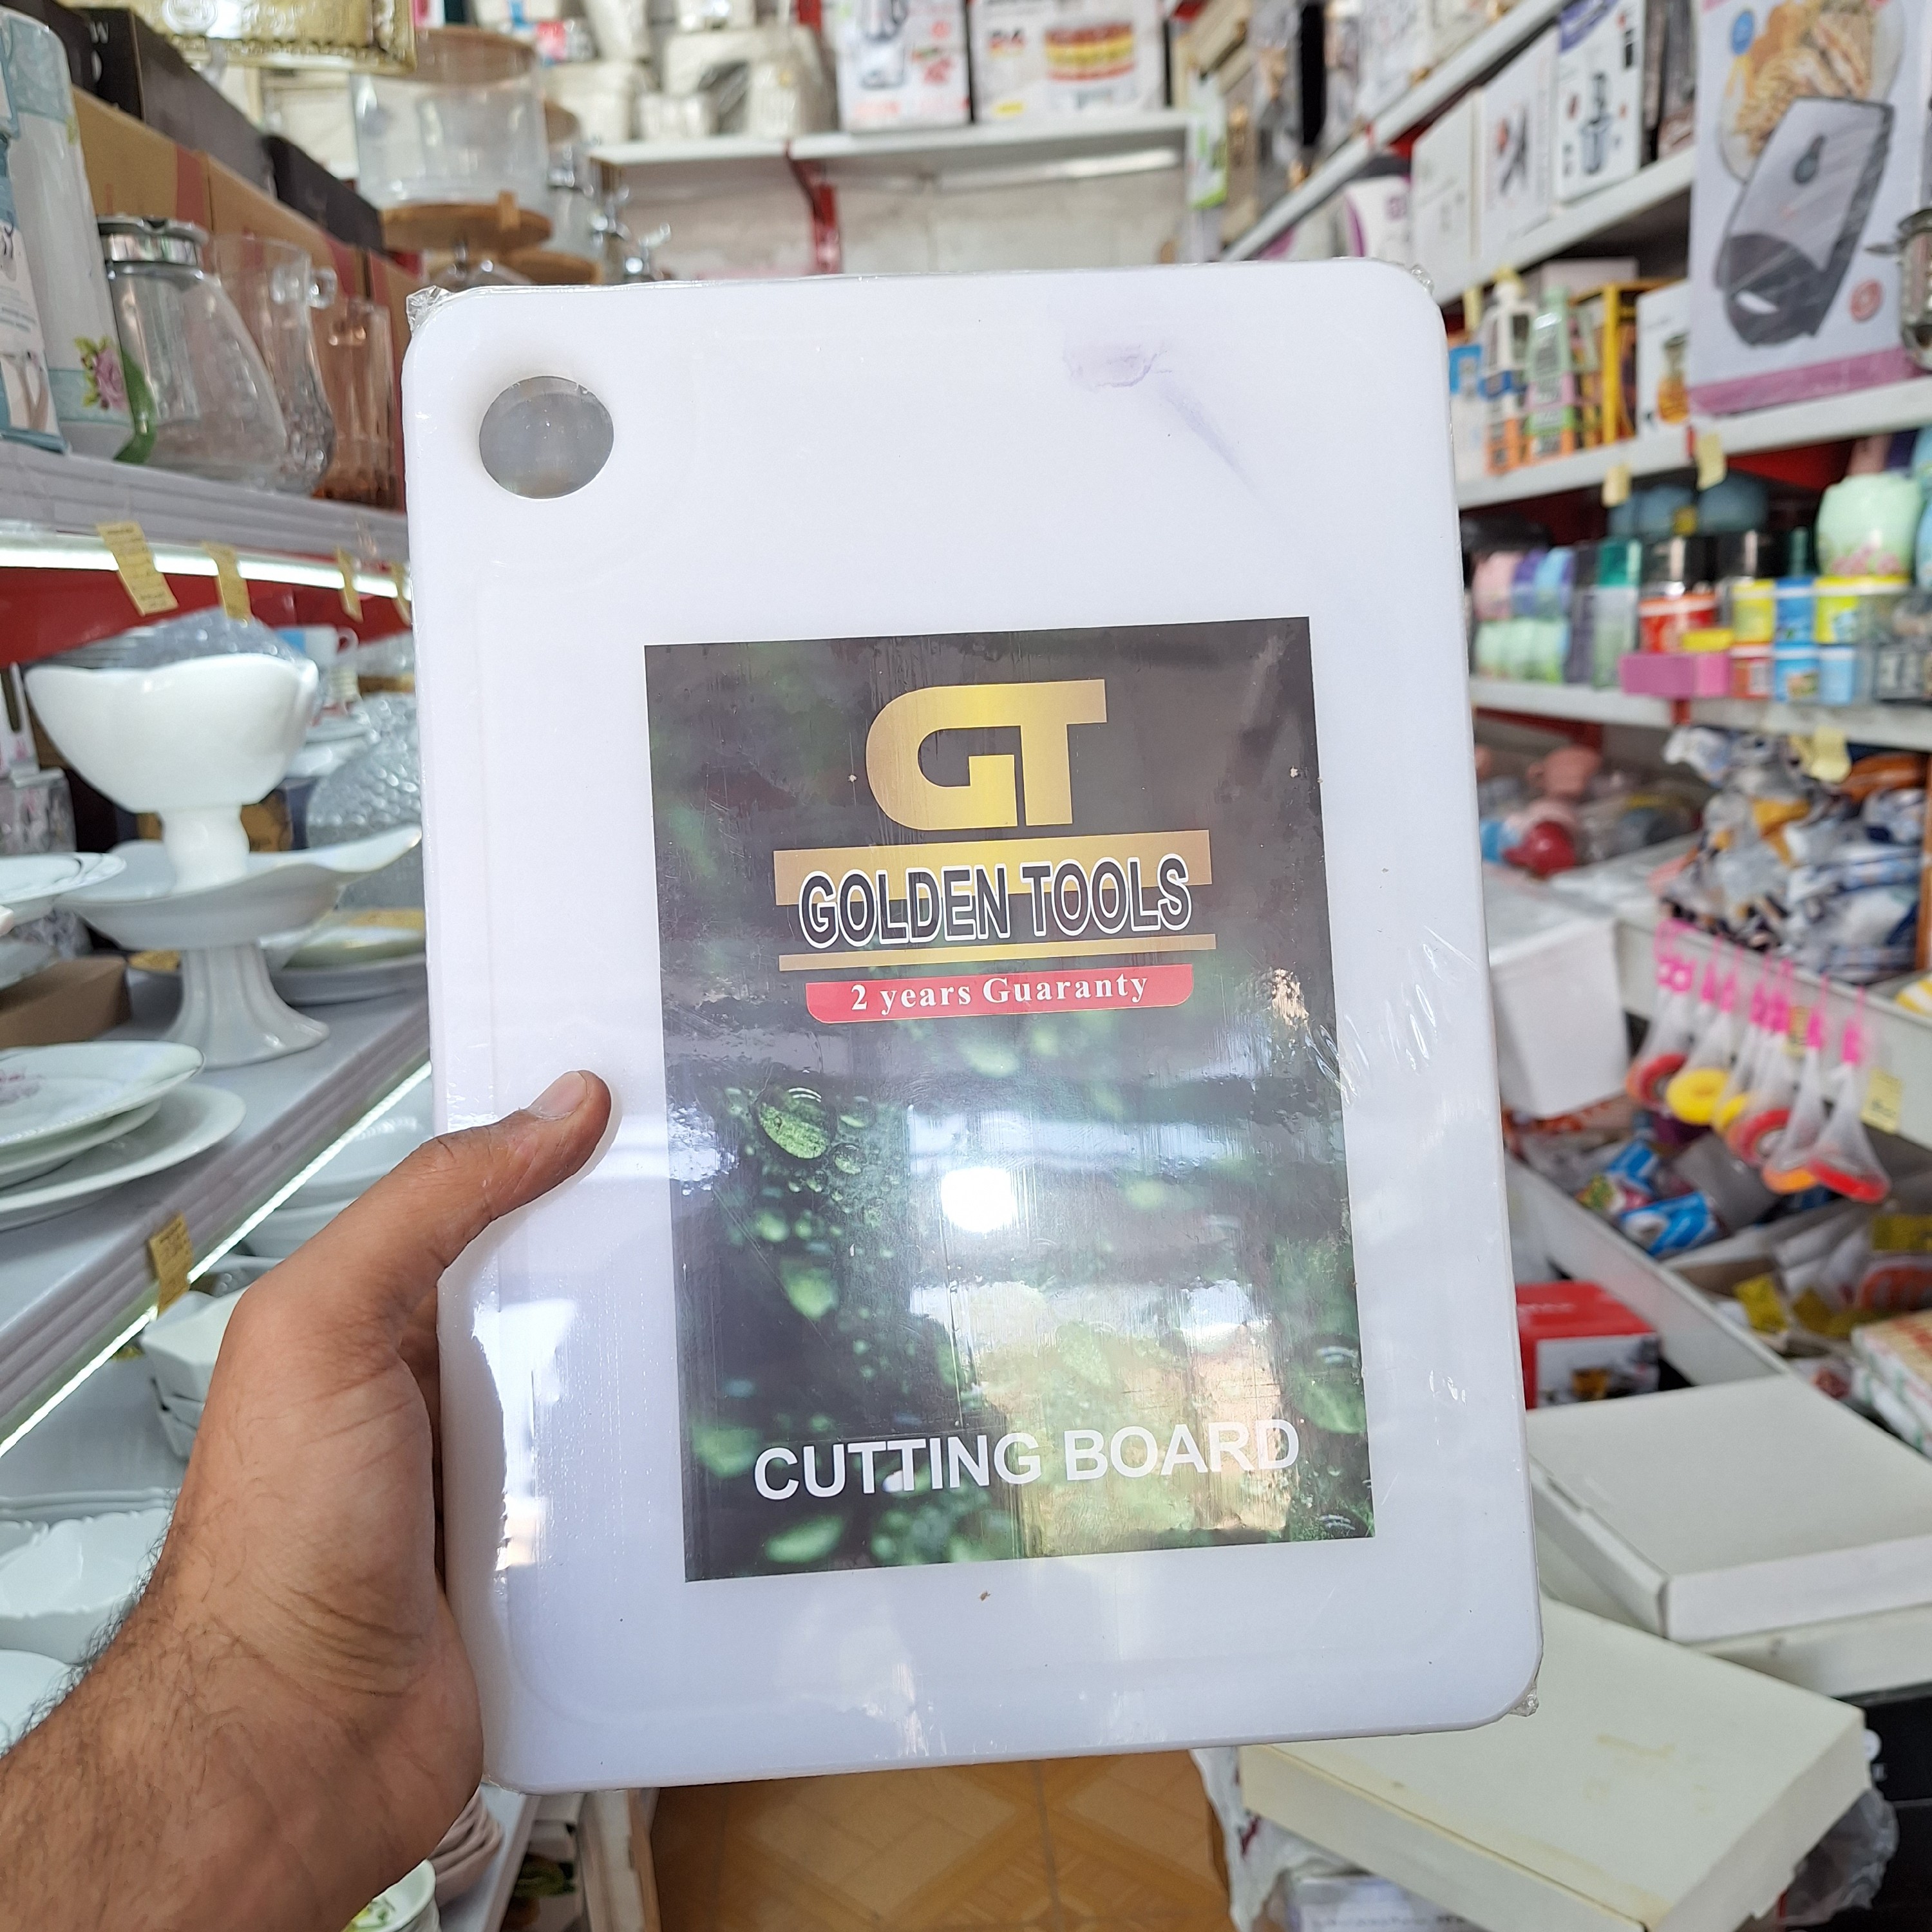 GT
GOLDEN TOOLS
2 years Guaranty
CUTTING BOARD